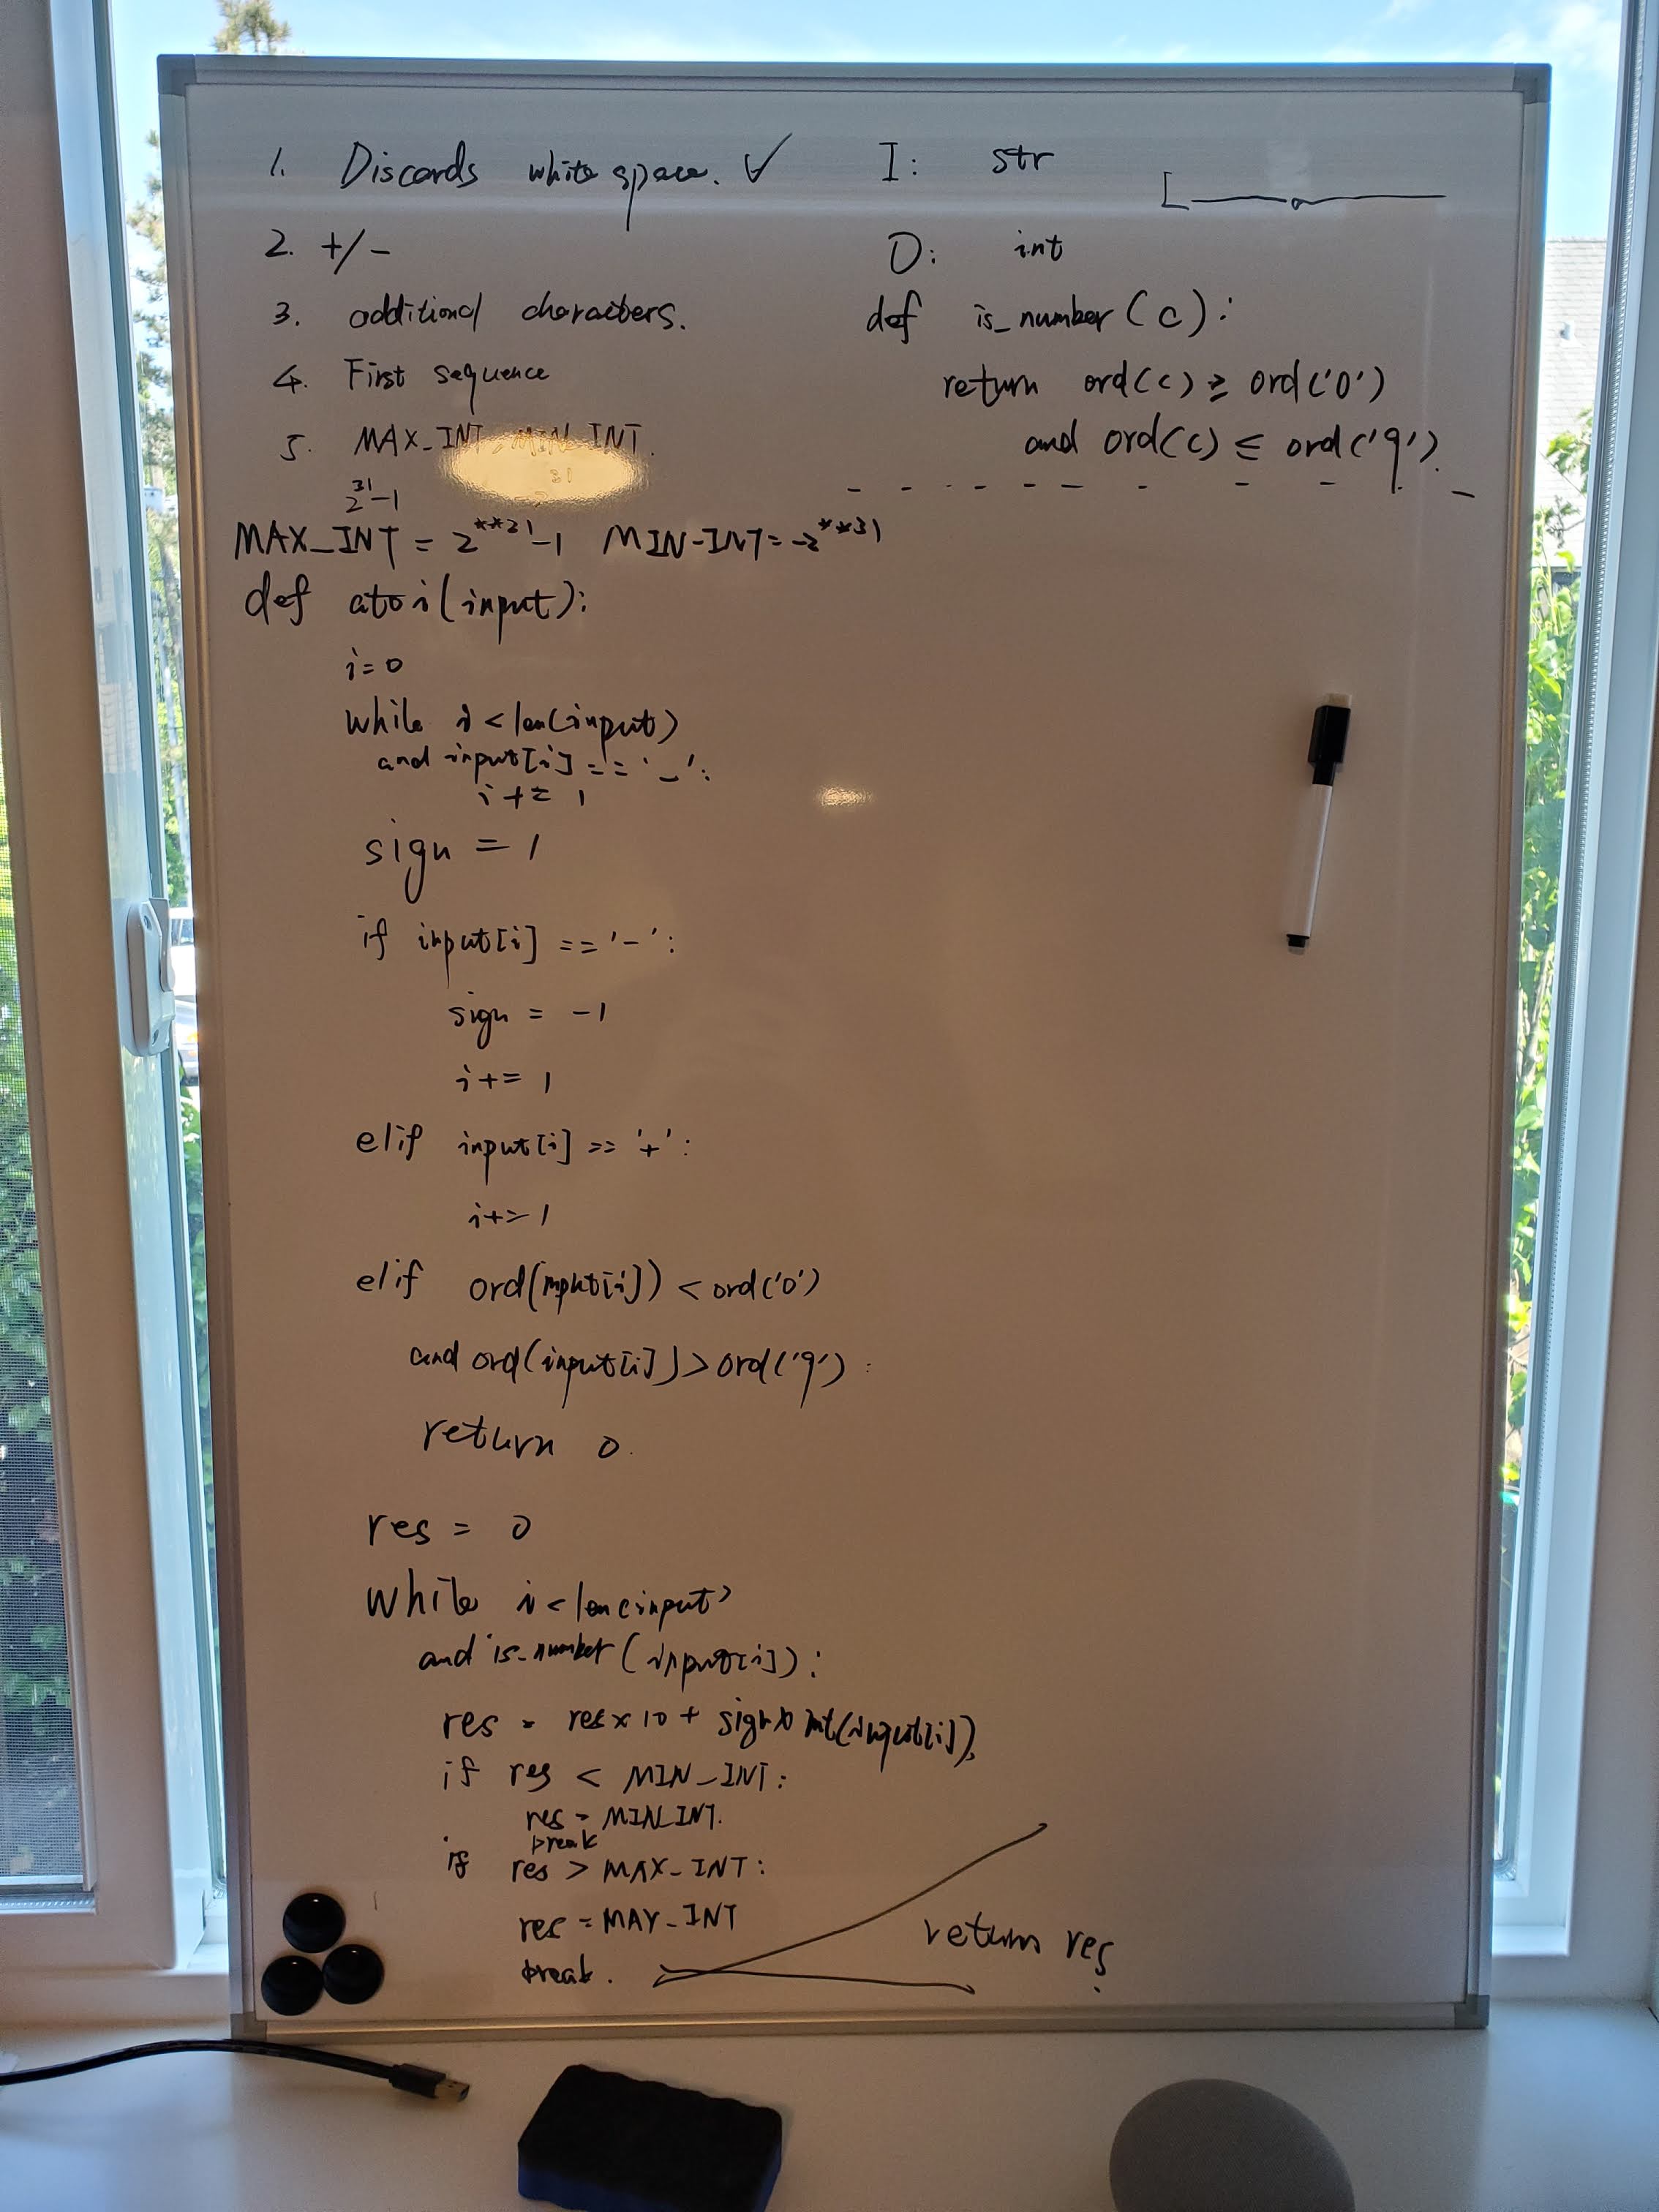 1. Discards white space. ✓
2. +/-
3. additional characters.
4. First sequence
5. MAX_INT, MIN_INT.
2^31-1
I: str
O: int
def is_number(c):
return ord(c) ≥ ord('0')
and ord(c) ≤ ord('9').
MAX_INT = 2**31-1 MIN_INT = -2**31
def atoi(input):
i=0
while i<len(input)
and input[i] == '_':
i += 1
sign = 1
if input[i] == '-':
sign = -1
i += 1
elif input[i] == '+':
i += 1
elif ord(input[i]) < ord('0')
and ord(input[i]) > ord('9'):
return 0.
res = 0
while i<len(input)
and is_number(input[i]):
res = res × 10 + sign × int(input[i])
if res < MIN_INT:
res = MIN_INT.
break
if res > MAX_INT:
res = MAX_INT
break.
return res